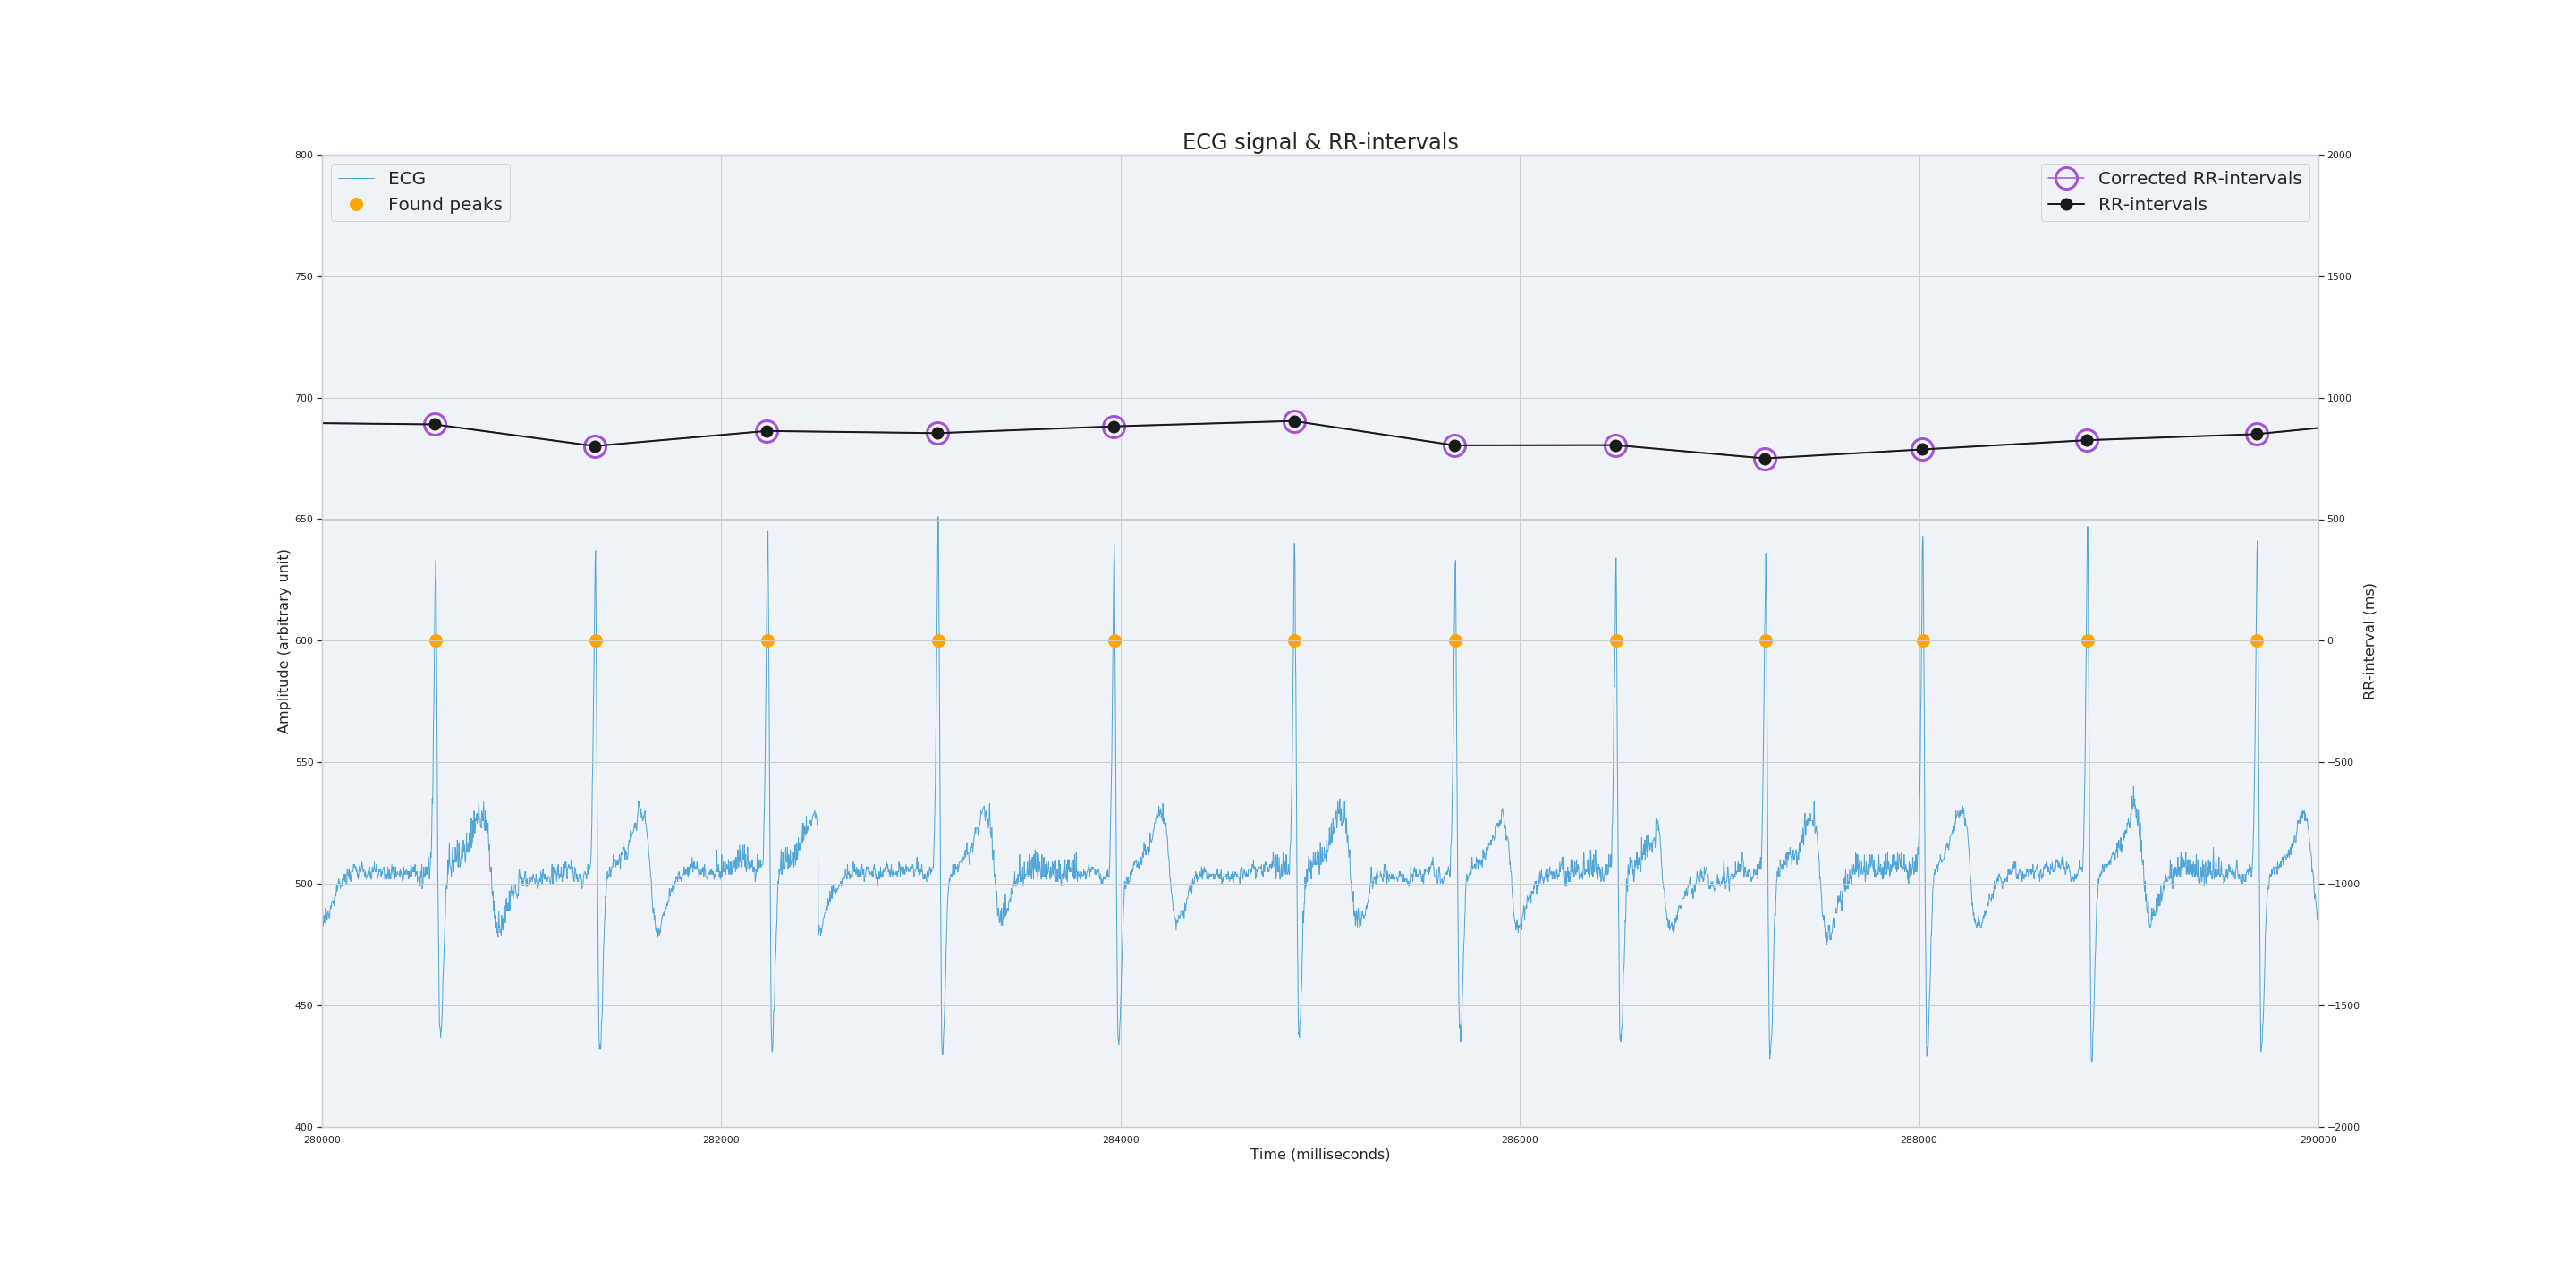 ECG signal & RR-intervals
ECG
Found peaks
Corrected RR-intervals
RR-intervals
800
750
700
650
600
550
500
450
400
Amplitude (arbitrary unit)
2000
1500
1000
500
0
−500
−1000
−1500
−2000
RR-interval (ms)
280000 282000 284000 286000 288000 290000
Time (milliseconds)